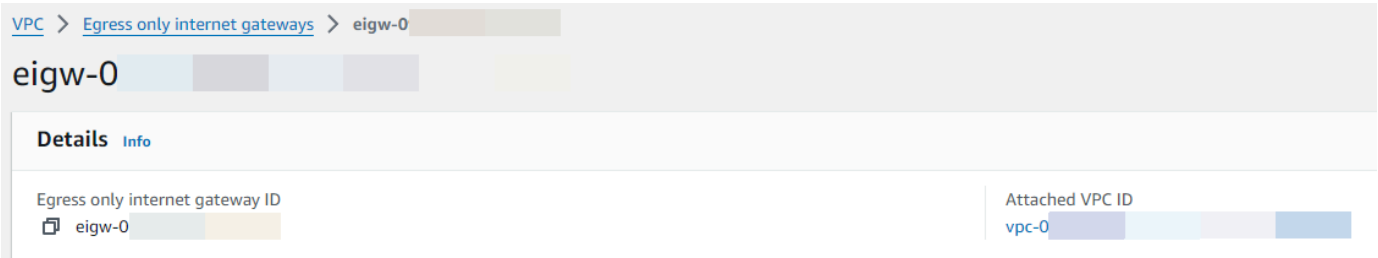 VPC > Egress only internet gateways > eigw-0
eigw-0
Details Info
Egress only internet gateway ID
eigw-0
Attached VPC ID
vpc-0